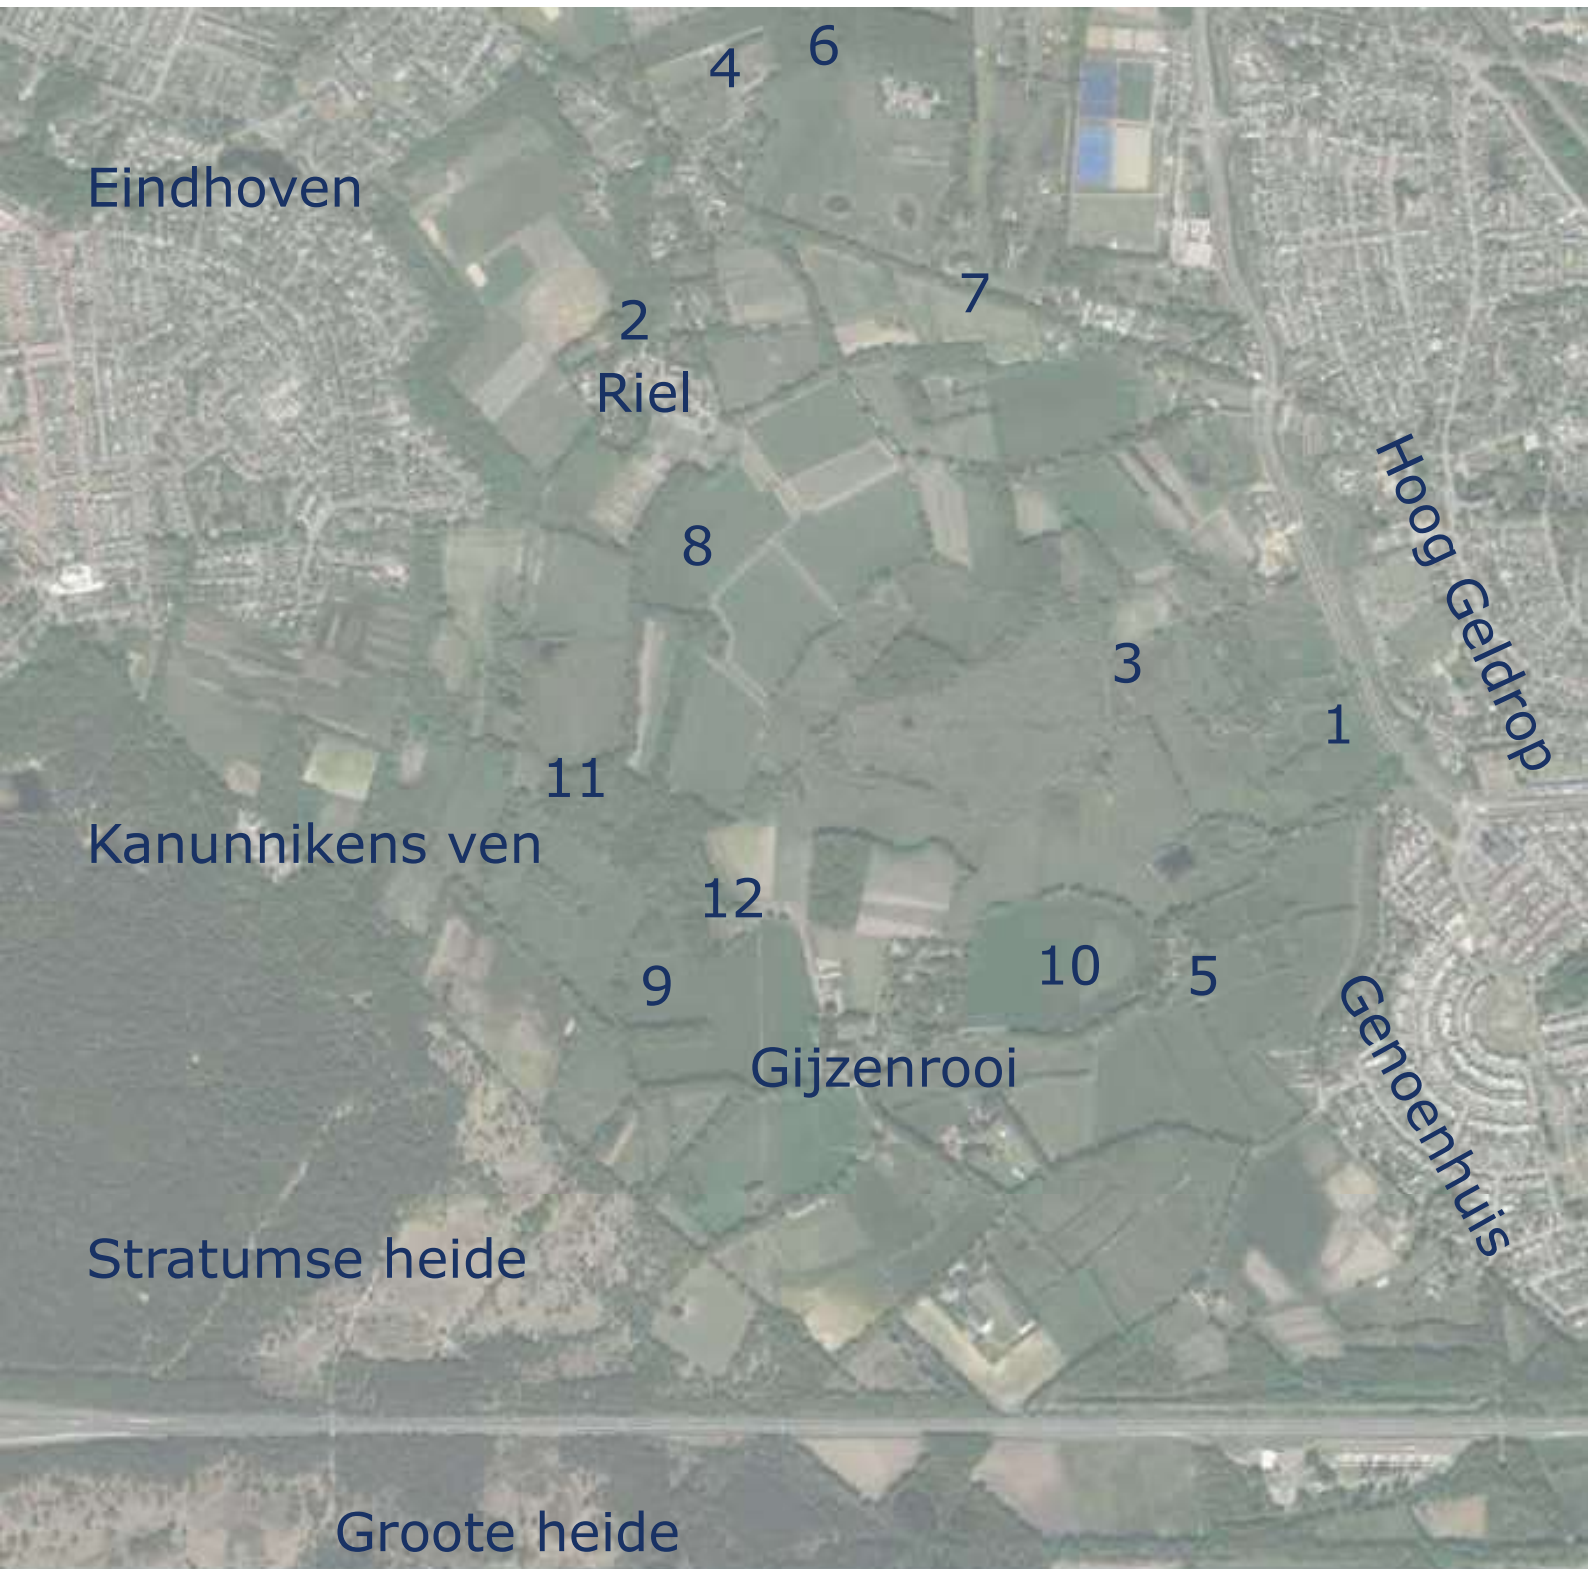 6
4
Eindhoven
7
2
Riel
Hoog Geldrop
8
3
1
11
Kanunnikens ven
12
10
5
9
Genoenhuis
Gijzenrooi
Stratumse heide
Groote heide